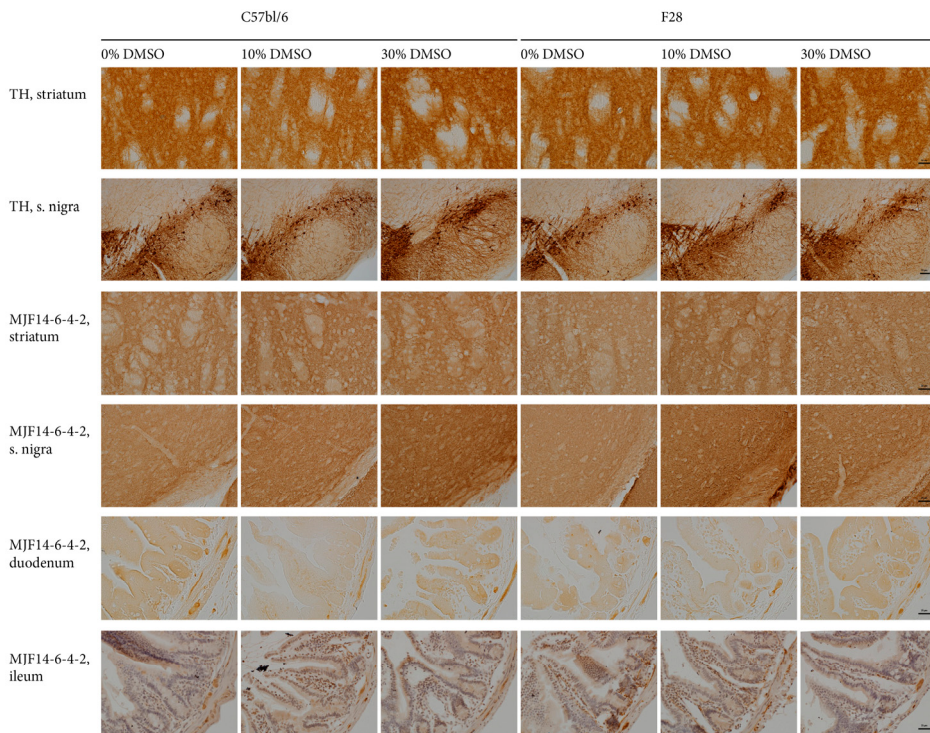 C57bl/6 F28
0% DMSO 10% DMSO 30% DMSO 0% DMSO 10% DMSO 30% DMSO
TH, striatum
TH, s. nigra
MJF14-6-4-2,
striatum
MJF14-6-4-2,
s. nigra
MJF14-6-4-2,
duodenum
MJF14-6-4-2,
ileum